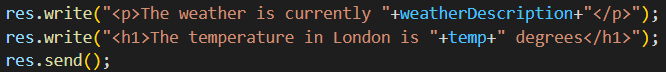 res.write("<p>The weather is currently "+weatherDescription+"</p>");
res.write("<h1>The temperature in London is "+temp+" degrees</h1>");
res.send();